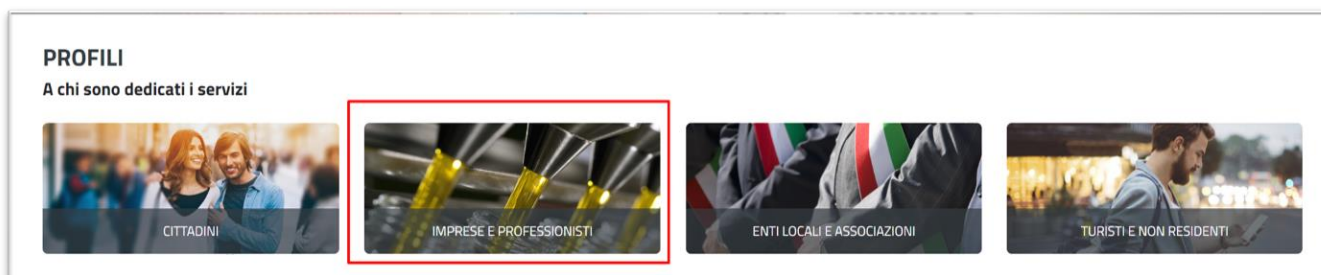 PROFILI
A chi sono dedicati i servizi
CITTADINI
IMPRESE E PROFESSIONISTI
ENTI LOCALI E ASSOCIAZIONI
TURISTI E NON RESIDENTI